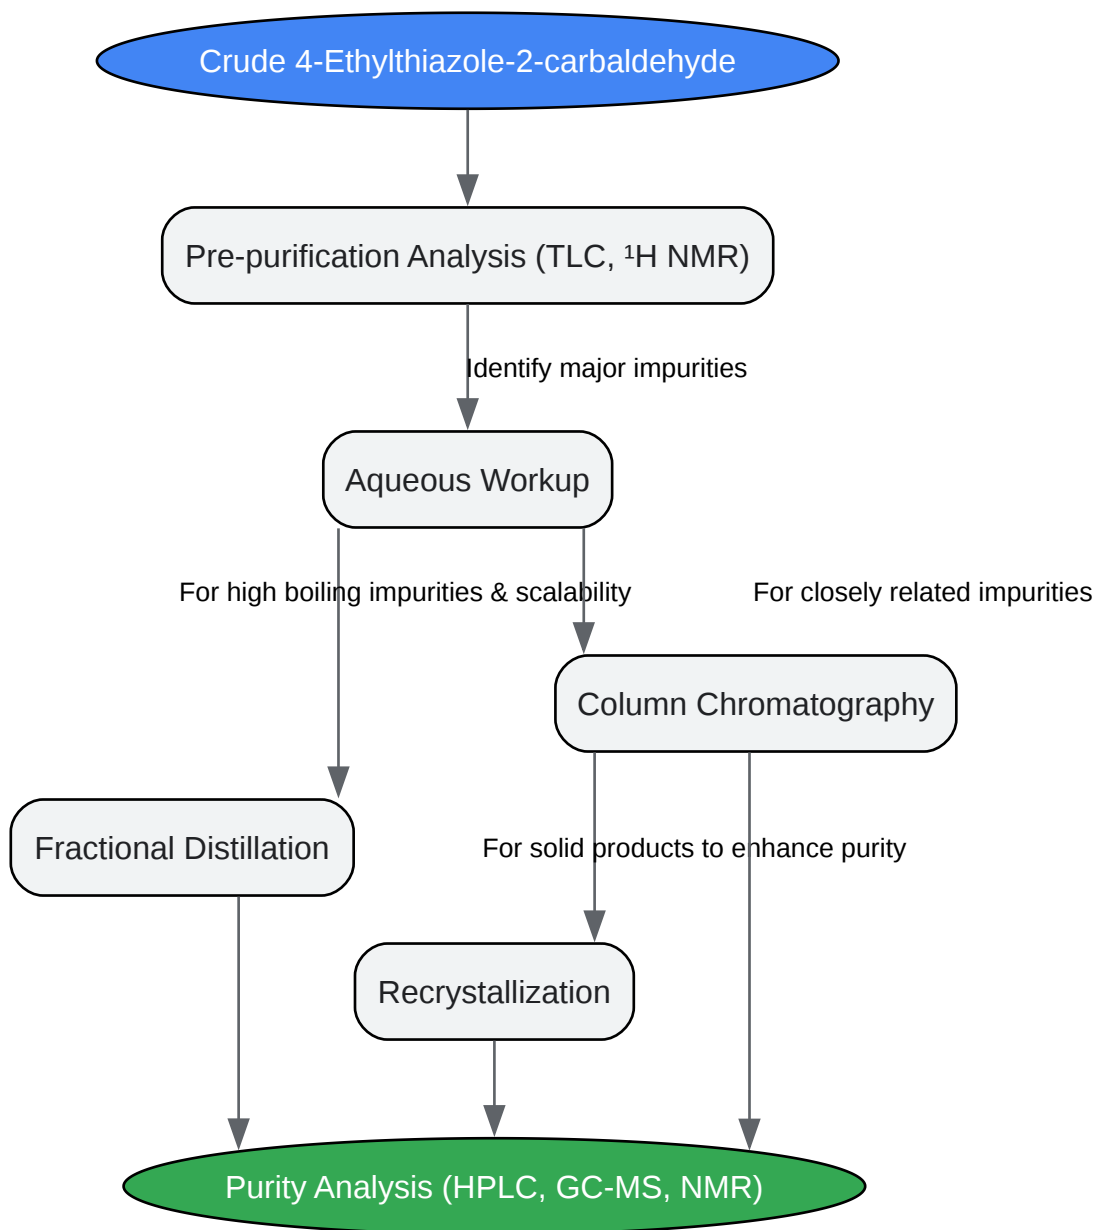 Crude 4-Ethylthiazole-2-carbaldehyde
Pre-purification Analysis (TLC, ¹H NMR)
Identify major impurities
Aqueous Workup
For high boiling impurities & scalability
For closely related impurities
Column Chromatography
Fractional Distillation
For solid products to enhance purity
Recrystallization
Purity Analysis (HPLC, GC-MS, NMR)